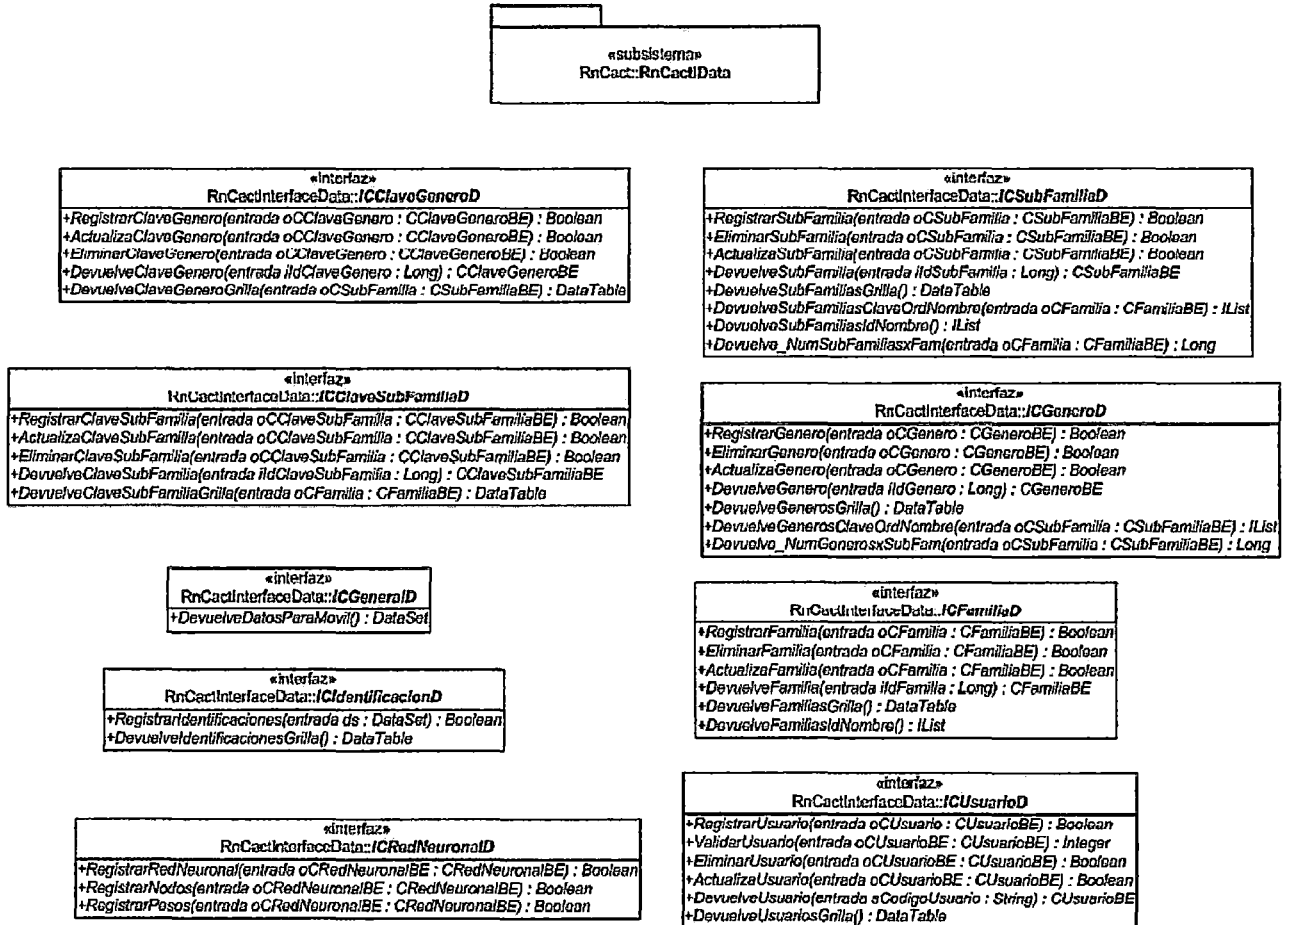 «subsistema»
RnCact::RnCactIData
«interfaz»
RnCactInterfaceData::ICClaveGeneroD
+RegistrarClaveGenero(entrada oCClaveGenero : CClaveGeneroBE) : Boolean
+ActualizaClaveGenero(entrada oCClaveGenero : CClaveGeneroBE) : Boolean
+EliminarClaveGenero(entrada oCClaveGenero : CClaveGeneroBE) : Boolean
+DevuelveClaveGenero(entrada iIdClaveGenero : Long) : CClaveGeneroBE
+DevuelveClaveGeneroGrilla(entrada oCSubFamilia : CSubFamiliaBE) : DataTable
«interfaz»
RnCactInterfaceData::ICClaveSubFamiliaD
+RegistrarClaveSubFamilia(entrada oCClaveSubFamilia : CClaveSubFamiliaBE) : Boolean
+ActualizaClaveSubFamilia(entrada oCClaveSubFamilia : CClaveSubFamiliaBE) : Boolean
+EliminarClaveSubFamilia(entrada oCClaveSubFamilia : CClaveSubFamiliaBE) : Boolean
+DevuelveClaveSubFamilia(entrada iIdClaveSubFamilia : Long) : CClaveSubFamiliaBE
+DevuelveClaveSubFamiliaGrilla(entrada oCFamilia : CFamiliaBE) : DataTable
«interfaz»
RnCactInterfaceData::ICGeneralD
+DevuelveDatosParaMovil() : DataSet
«interfaz»
RnCactInterfaceData::ICIdentificacionD
+RegistrarIdentificaciones(entrada ds : DataSet) : Boolean
+DevuelveIdentificacionesGrilla() : DataTable
«interfaz»
RnCactInterfaceData::ICRedNeuronalD
+RegistrarRedNeuronal(entrada oCRedNeuronalBE : CRedNeuronalBE) : Boolean
+RegistrarNodos(entrada oCRedNeuronalBE : CRedNeuronalBE) : Boolean
+RegistrarPesos(entrada oCRedNeuronalBE : CRedNeuronalBE) : Boolean
«interfaz»
RnCactInterfaceData::ICSubFamiliaD
+RegistrarSubFamilia(entrada oCSubFamilia : CSubFamiliaBE) : Boolean
+EliminarSubFamilia(entrada oCSubFamilia : CSubFamiliaBE) : Boolean
+ActualizaSubFamilia(entrada oCSubFamilia : CSubFamiliaBE) : Boolean
+DevuelveSubFamilia(entrada iIdSubFamilia : Long) : CSubFamiliaBE
+DevuelveSubFamiliasGrilla() : DataTable
+DevuelveSubFamiliasClaveOrdNombre(entrada oCFamilia : CFamiliaBE) : IList
+DevuelveSubFamiliasIdNombre() : IList
+Devuelve_NumSubFamiliasxFam(entrada oCFamilia : CFamiliaBE) : Long
«interfaz»
RnCactInterfaceData::ICGeneroD
+RegistrarGenero(entrada oCGenero : CGeneroBE) : Boolean
+EliminarGenero(entrada oCGenero : CGeneroBE) : Boolean
+ActualizaGenero(entrada oCGenero : CGeneroBE) : Boolean
+DevuelveGenero(entrada iIdGenero : Long) : CGeneroBE
+DevuelveGenerosGrilla() : DataTable
+DevuelveGenerosClaveOrdNombre(entrada oCSubFamilia : CSubFamiliaBE) : IList
+Devuelve_NumGenerosxSubFam(entrada oCSubFamilia : CSubFamiliaBE) : Long
«interfaz»
RnCactInterfaceData::ICFamiliaD
+RegistrarFamilia(entrada oCFamilia : CFamiliaBE) : Boolean
+EliminarFamilia(entrada oCFamilia : CFamiliaBE) : Boolean
+ActualizaFamilia(entrada oCFamilia : CFamiliaBE) : Boolean
+DevuelveFamilia(entrada iIdFamilia : Long) : CFamiliaBE
+DevuelveFamiliasGrilla() : DataTable
+DevuelveFamiliasIdNombre() : IList
«interfaz»
RnCactInterfaceData::ICUsuarioD
+RegistrarUsuario(entrada oCUsuario : CUsuarioBE) : Boolean
+ValidarUsuario(entrada oCUsuarioBE : CUsuarioBE) : Integer
+EliminarUsuario(entrada oCUsuarioBE : CUsuarioBE) : Boolean
+ActualizaUsuario(entrada oCUsuarioBE : CUsuarioBE) : Boolean
+DevuelveUsuario(entrada sCodigoUsuario : String) : CUsuarioBE
+DevuelveUsuariosGrilla() : DataTable